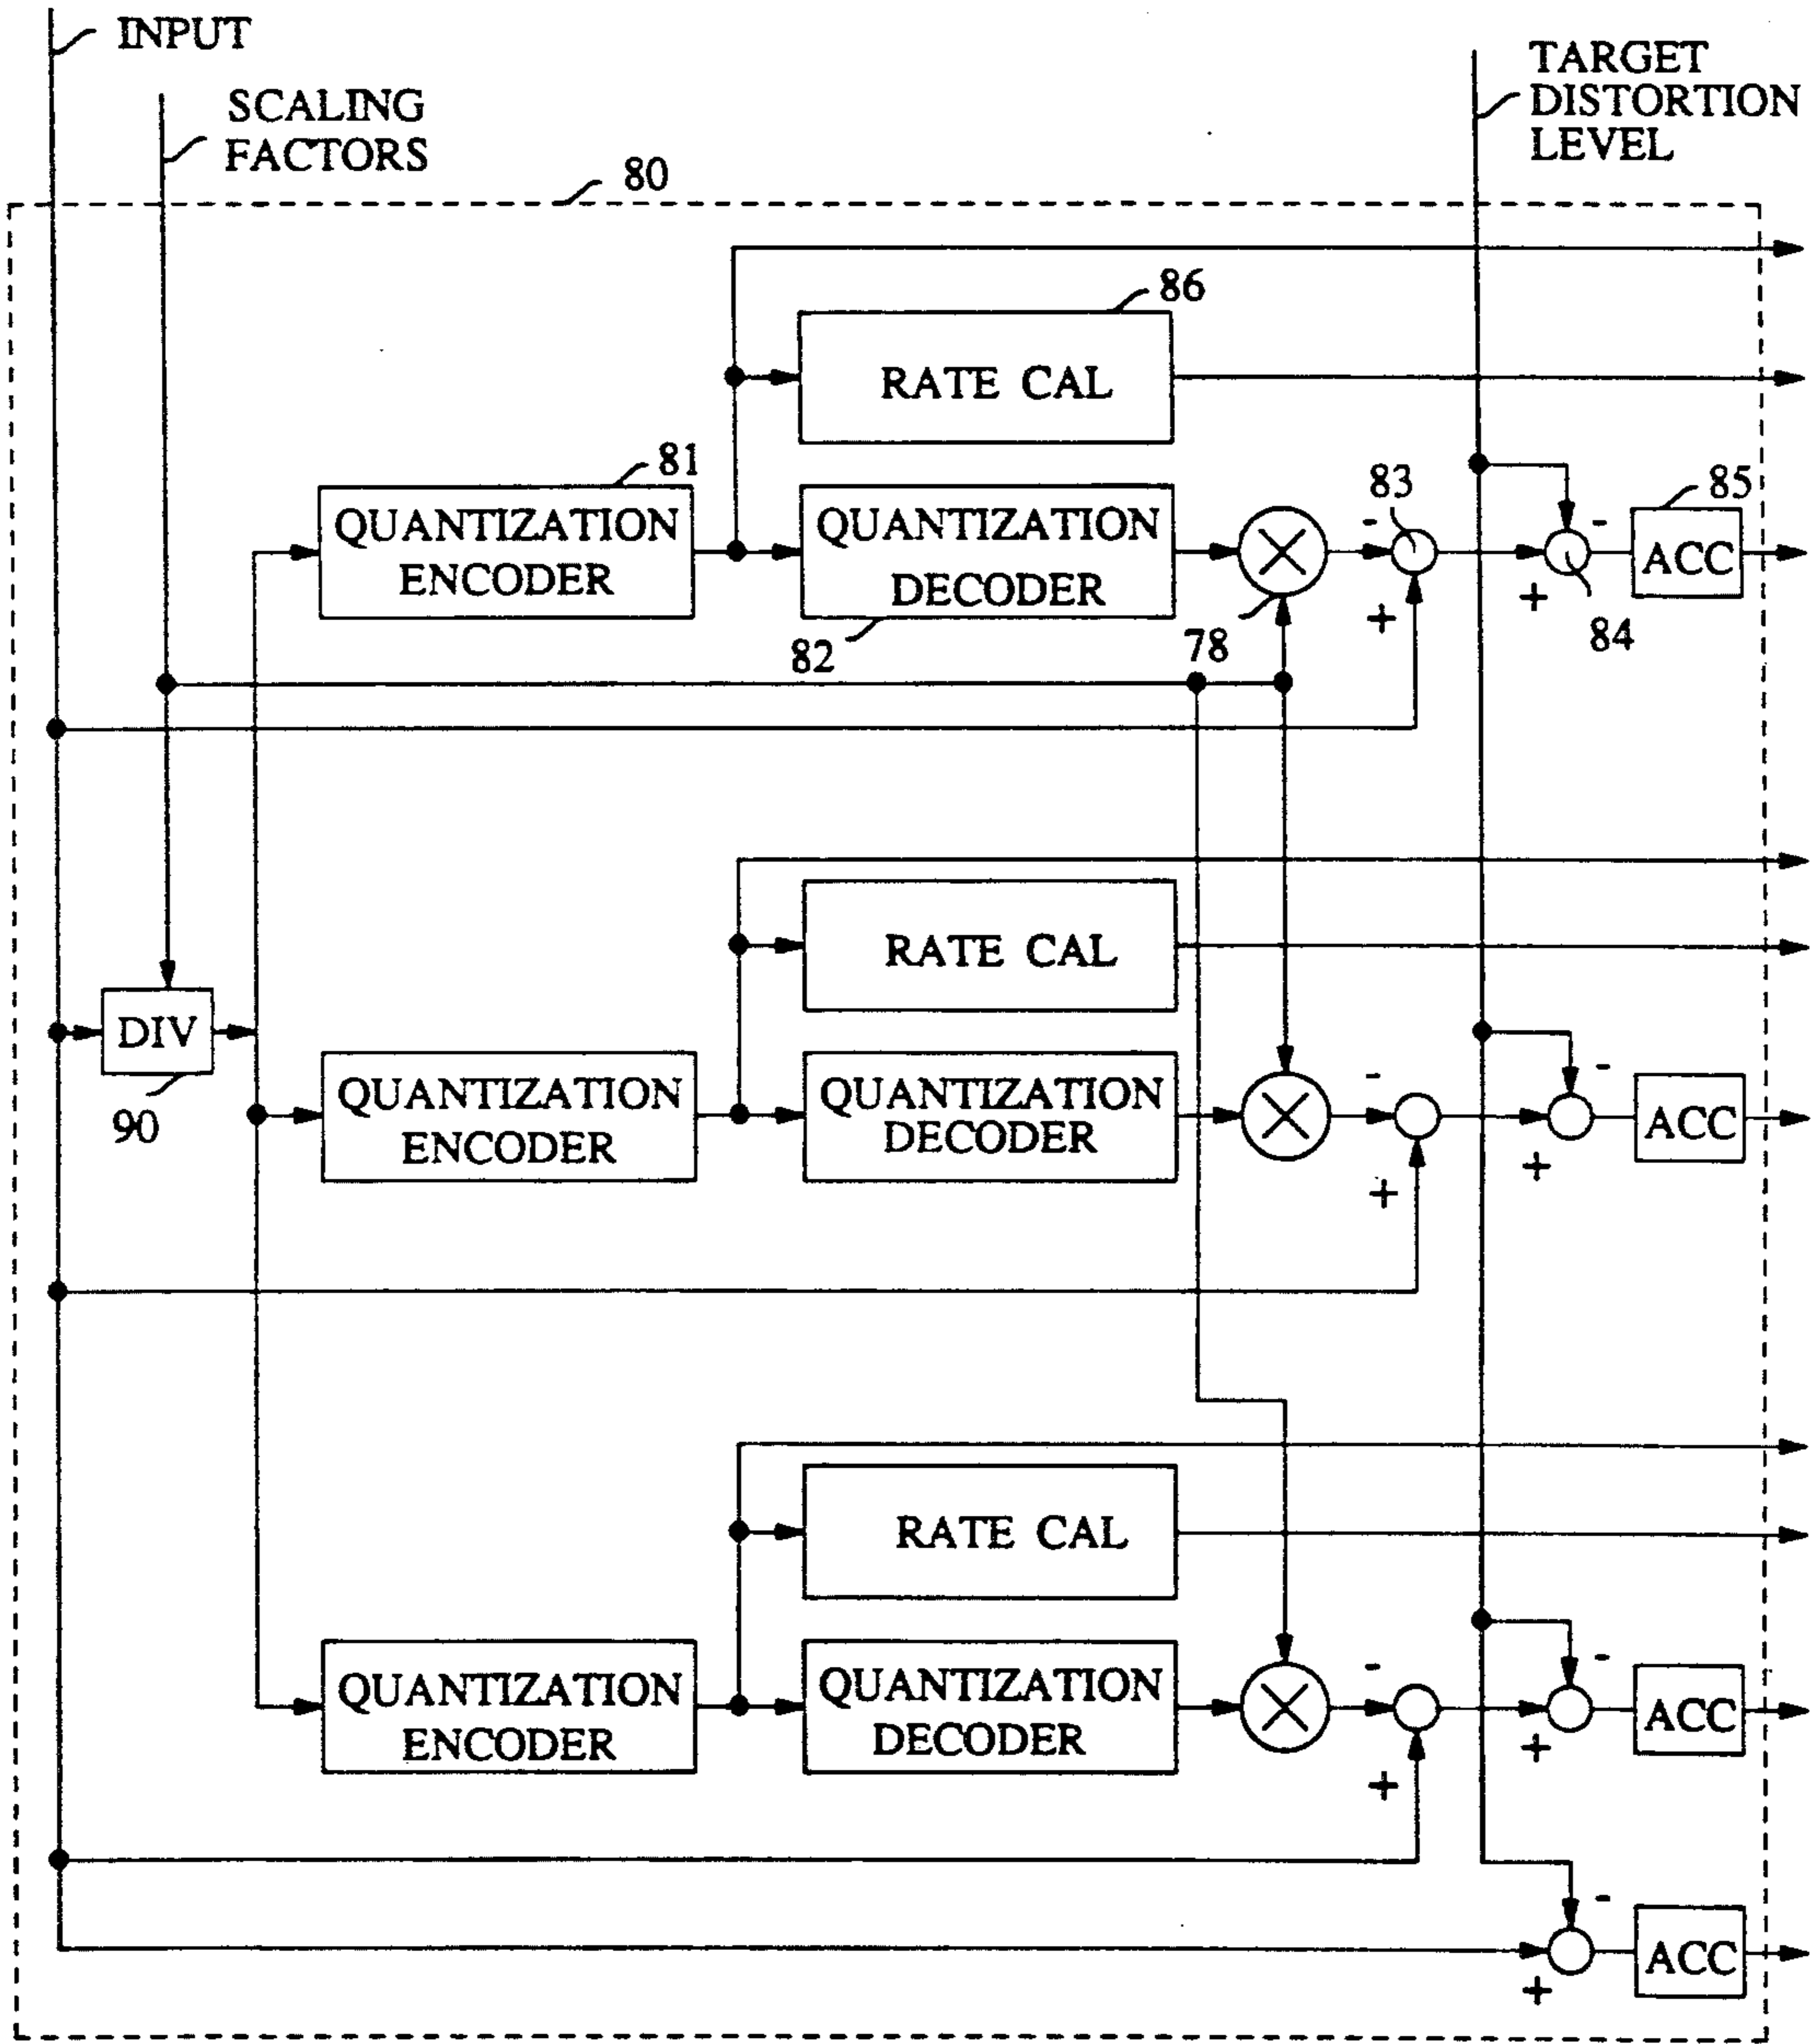 INPUT
SCALING
FACTORS
TARGET
DISTORTION
LEVEL
80
86
RATE CAL
81
QUANTIZATION
ENCODER
QUANTIZATION
DECODER
82
78
-
83
+
-
+
84
85
ACC
RATE CAL
DIV
90
QUANTIZATION
ENCODER
QUANTIZATION
DECODER
-
+
-
+
ACC
RATE CAL
QUANTIZATION
ENCODER
QUANTIZATION
DECODER
-
+
-
+
ACC
-
+
ACC